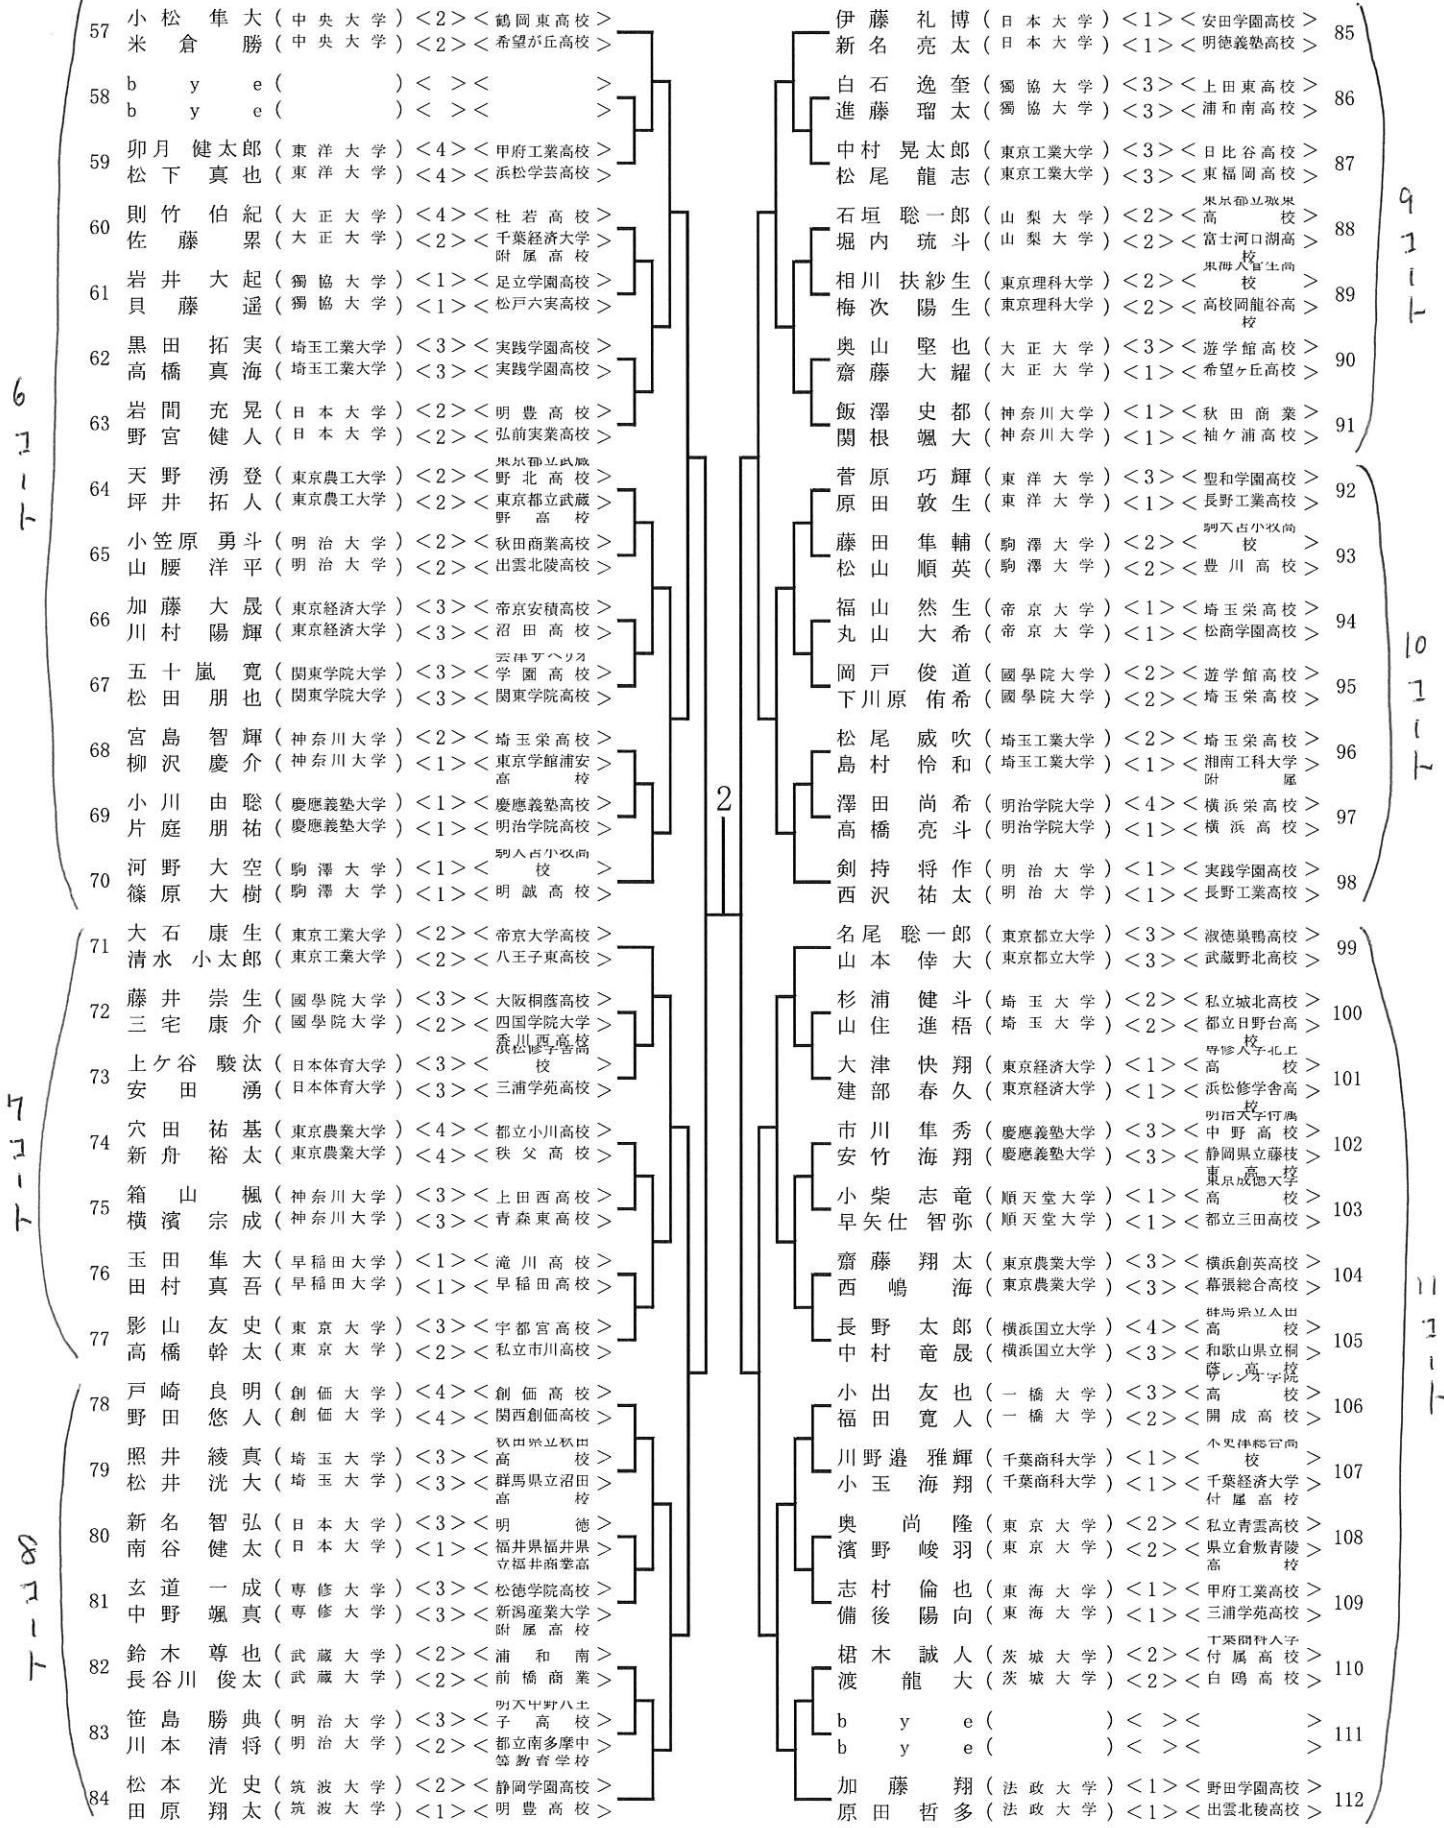 57
小松 隼大 (中央大学) <2> <鶴岡東高校>
米倉 勝 (中央大学) <2> <希望が丘高校>
58
bye ( ) < > < >
bye ( ) < > < >
59
卯月 健太郎 (東洋大学) <4> <甲府工業高校>
松下 真也 (東洋大学) <4> <浜松学芸高校>
60
則竹 伯紀 (大正大学) <4> <杜若高校>
佐藤 累 (大正大学) <2> <千葉経済大学附属高校>
61
岩井 大起 (獨協大学) <1> <足立学園高校>
貝藤 遥 (獨協大学) <1> <松戸六実高校>
62
黒田 拓実 (埼玉工業大学) <3> <実践学園高校>
高橋 真海 (埼玉工業大学) <3> <実践学園高校>
63
岩間 充晃 (日本大学) <2> <明豊高校>
野宮 健人 (日本大学) <2> <弘前実業高校>
64
天野 湧登 (東京農工大学) <2> <東京都立武蔵野北高校>
坪井 拓人 (東京農工大学) <2> <東京都立武蔵野高校>
65
小笠原 勇斗 (明治大学) <2> <秋田商業高校>
山腰 洋平 (明治大学) <2> <出雲北陵高校>
66
加藤 大晟 (東京経済大学) <3> <帝京安積高校>
川村 陽輝 (東京経済大学) <3> <沼田高校>
67
五十嵐 寛 (関東学院大学) <3> <会津ザベリオ学園高校>
松田 朋也 (関東学院大学) <3> <関東学院高校>
68
宮島 智輝 (神奈川大学) <2> <埼玉栄高校>
柳沢 慶介 (神奈川大学) <1> <東京学館浦安高校>
69
小川 由聡 (慶應義塾大学) <1> <慶應義塾高校>
片庭 朋祐 (慶應義塾大学) <1> <明治学院高校>
70
河野 大空 (駒澤大学) <1> <駒大苫小牧高校>
篠原 大樹 (駒澤大学) <1> <明誠高校>
6コート
71
大石 康生 (東京工業大学) <2> <帝京大学高校>
清水 小太郎 (東京工業大学) <2> <八王子東高校>
72
藤井 崇生 (國學院大学) <3> <大阪桐蔭高校>
三宅 康介 (國學院大学) <2> <四国学院大学香川西高校>
73
上ケ谷 駿汰 (日本体育大学) <3> <浜松修学舎高校>
安田 湧 (日本体育大学) <3> <三浦学苑高校>
74
穴田 祐基 (東京農業大学) <4> <都立小川高校>
新舟 裕太 (東京農業大学) <4> <秩父高校>
75
箱山 楓 (神奈川大学) <3> <上田西高校>
横濱 宗成 (神奈川大学) <3> <青森東高校>
76
玉田 隼大 (早稲田大学) <1> <滝川高校>
田村 真吾 (早稲田大学) <1> <早稲田高校>
77
影山 友史 (東京大学) <3> <宇都宮高校>
高橋 幹太 (東京大学) <2> <私立市川高校>
7コート
78
戸崎 良明 (創価大学) <4> <創価高校>
野田 悠人 (創価大学) <4> <関西創価高校>
79
照井 綾真 (埼玉大学) <3> <秋田県立秋田高校>
松井 洸大 (埼玉大学) <3> <群馬県立沼田高校>
80
新名 智弘 (日本大学) <3> <明徳>
南谷 健太 (日本大学) <1> <福井県福井県立福井商業高>
81
玄道 一成 (専修大学) <3> <松徳学院高校>
中野 颯真 (専修大学) <3> <新潟産業大学附属高校>
82
鈴木 尊也 (武蔵大学) <2> <浦和南>
長谷川 俊太 (武蔵大学) <2> <前橋商業>
83
笹島 勝典 (明治大学) <3> <明大中野八王子高校>
川本 清将 (明治大学) <2> <都立南多摩中等教育学校>
84
松本 光史 (筑波大学) <2> <静岡学園高校>
田原 翔太 (筑波大学) <1> <明豊高校>
8コート
2
伊藤 礼博 (日本大学) <1> <安田学園高校>
新名 亮太 (日本大学) <1> <明徳義塾高校>
85
白石 逸奎 (獨協大学) <3> <上田東高校>
進藤 瑠太 (獨協大学) <3> <浦和南高校>
86
中村 晃太郎 (東京工業大学) <3> <日比谷高校>
松尾 龍志 (東京工業大学) <3> <東福岡高校>
87
石垣 聡一郎 (山梨大学) <2> <東京都立城東高校>
堀内 琉斗 (山梨大学) <2> <富士河口湖高校>
88
相川 扶紗生 (東京理科大学) <2> <東海大菅生高校>
梅次 陽生 (東京理科大学) <2> <高校岡龍谷高校>
89
奥山 堅也 (大正大学) <3> <遊学館高校>
齋藤 大耀 (大正大学) <1> <希望ヶ丘高校>
90
飯澤 史都 (神奈川大学) <1> <秋田商業>
関根 颯大 (神奈川大学) <1> <袖ケ浦高校>
91
9コート
菅原 巧輝 (東洋大学) <3> <聖和学園高校>
原田 敦生 (東洋大学) <1> <長野工業高校>
92
藤田 隼輔 (駒澤大学) <2> <駒大苫小牧高校>
松山 順英 (駒澤大学) <2> <豊川高校>
93
福山 然生 (帝京大学) <1> <埼玉栄高校>
丸山 大希 (帝京大学) <1> <松商学園高校>
94
岡戸 俊道 (國學院大学) <2> <遊学館高校>
下川原 侑希 (國學院大学) <2> <埼玉栄高校>
95
松尾 威吹 (埼玉工業大学) <2> <埼玉栄高校>
島村 怜和 (埼玉工業大学) <1> <湘南工科大学附属>
96
澤田 尚希 (明治学院大学) <4> <横浜栄高校>
高橋 亮斗 (明治学院大学) <1> <横浜高校>
97
剣持 将作 (明治大学) <1> <実践学園高校>
西沢 祐太 (明治大学) <1> <長野工業高校>
98
10コート
名尾 聡一郎 (東京都立大学) <3> <淑徳巣鴨高校>
山本 倖大 (東京都立大学) <3> <武蔵野北高校>
99
杉浦 健斗 (埼玉大学) <2> <私立城北高校>
山住 進梧 (埼玉大学) <2> <都立日野台高校>
100
大津 快翔 (東京経済大学) <1> <専修大学北上高校>
建部 春久 (東京経済大学) <1> <浜松修学舎高校>
101
市川 隼秀 (慶應義塾大学) <3> <明治大学付属中野高校>
安竹 海翔 (慶應義塾大学) <3> <静岡県立藤枝東高校>
102
小柴 志竜 (順天堂大学) <1> <東京成徳大学高校>
早矢仕 智弥 (順天堂大学) <1> <都立三田高校>
103
齋藤 翔太 (東京農業大学) <3> <横浜創英高校>
西嶋 海 (東京農業大学) <3> <幕張総合高校>
104
長野 太郎 (横浜国立大学) <4> <群馬県立太田高校>
中村 竜晟 (横浜国立大学) <3> <和歌山県立桐蔭高校>
105
小出 友也 (一橋大学) <3> <サレジオ学院高校>
福田 寛人 (一橋大学) <2> <開成高校>
106
川野邉 雅輝 (千葉商科大学) <1> <木更津総合高校>
小玉 海翔 (千葉商科大学) <1> <千葉経済大学付属高校>
107
奥 尚隆 (東京大学) <2> <私立青雲高校>
濱野 峻羽 (東京大学) <2> <県立倉敷青陵高校>
108
志村 倫也 (東海大学) <1> <甲府工業高校>
備後 陽向 (東海大学) <1> <三浦学苑高校>
109
桾木 誠人 (茨城大学) <2> <千葉商科大学付属高校>
渡 龍大 (茨城大学) <2> <白鴎高校>
110
bye ( ) < > < >
bye ( ) < > < >
111
加藤 翔 (法政大学) <1> <野田学園高校>
原田 哲多 (法政大学) <1> <出雲北稜高校>
112
11コート